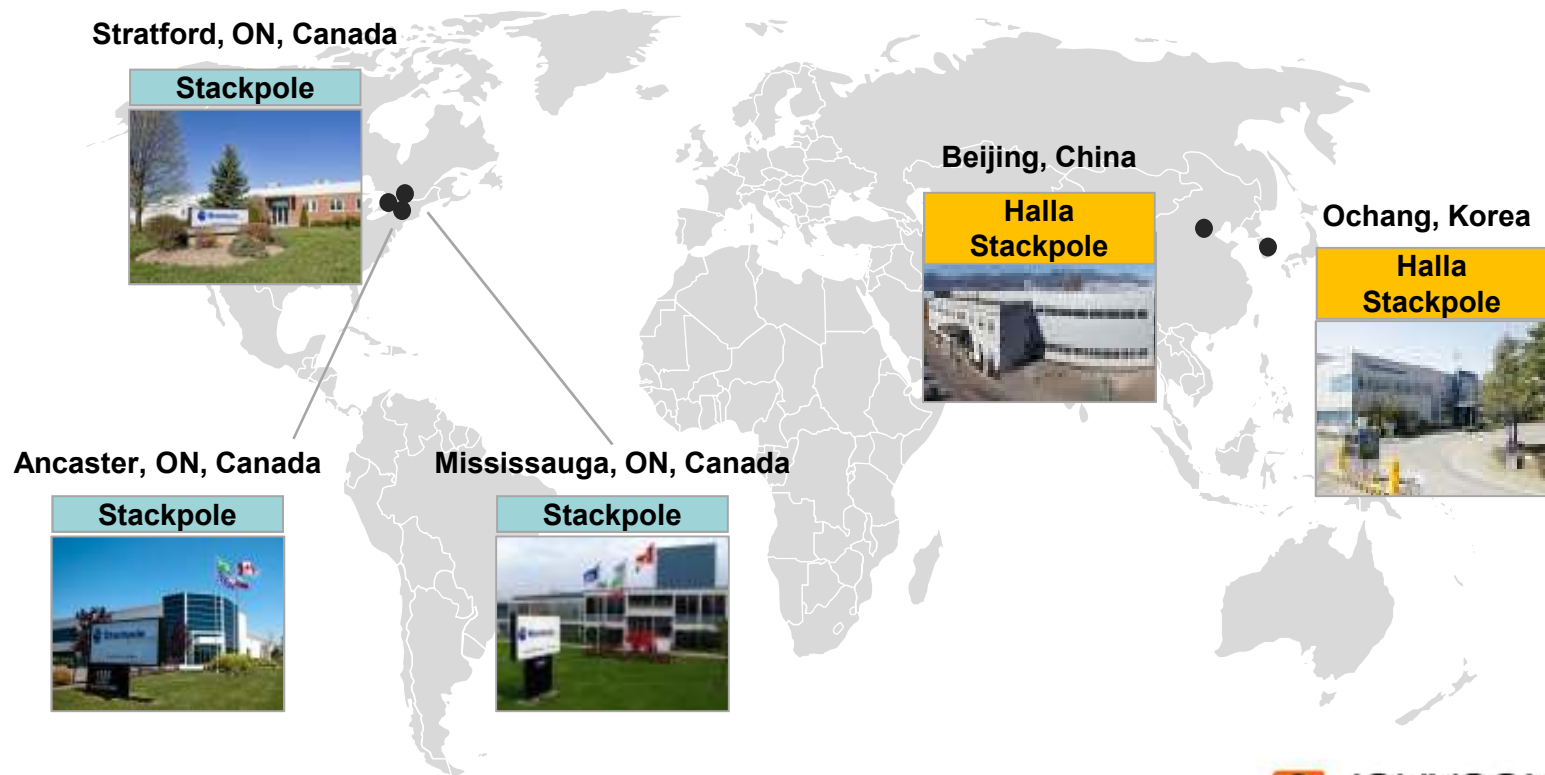 Stratford, ON, Canada
Stackpole
Beijing, China
Halla
Stackpole
Ochang, Korea
Halla
Stackpole
Ancaster, ON, Canada
Stackpole
Mississauga, ON, Canada
Stackpole
Stackpole